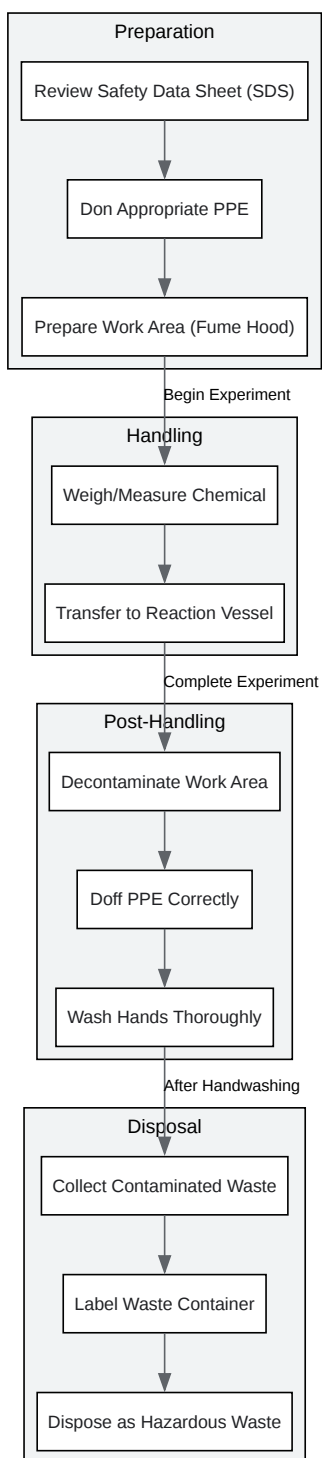 Preparation
Review Safety Data Sheet (SDS)
Don Appropriate PPE
Prepare Work Area (Fume Hood)
Begin Experiment
Handling
Weigh/Measure Chemical
Transfer to Reaction Vessel
Complete Experiment
Post-Handling
Decontaminate Work Area
Doff PPE Correctly
Wash Hands Thoroughly
After Handwashing
Disposal
Collect Contaminated Waste
Label Waste Container
Dispose as Hazardous Waste